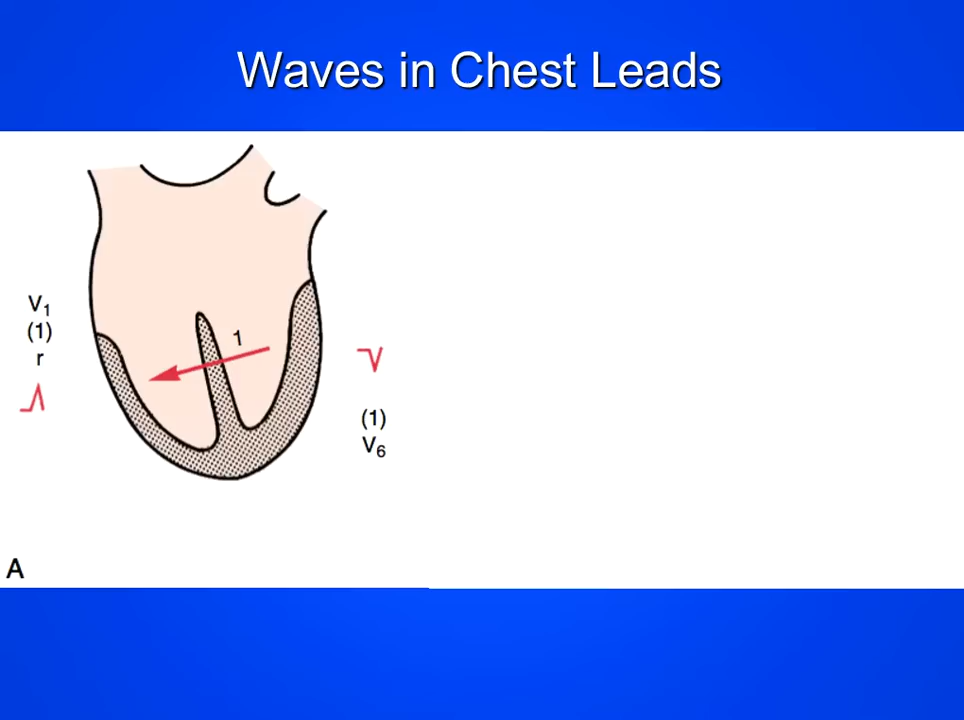 Waves in Chest Leads
V₁
(1)
r
1
(1)
V₆
A